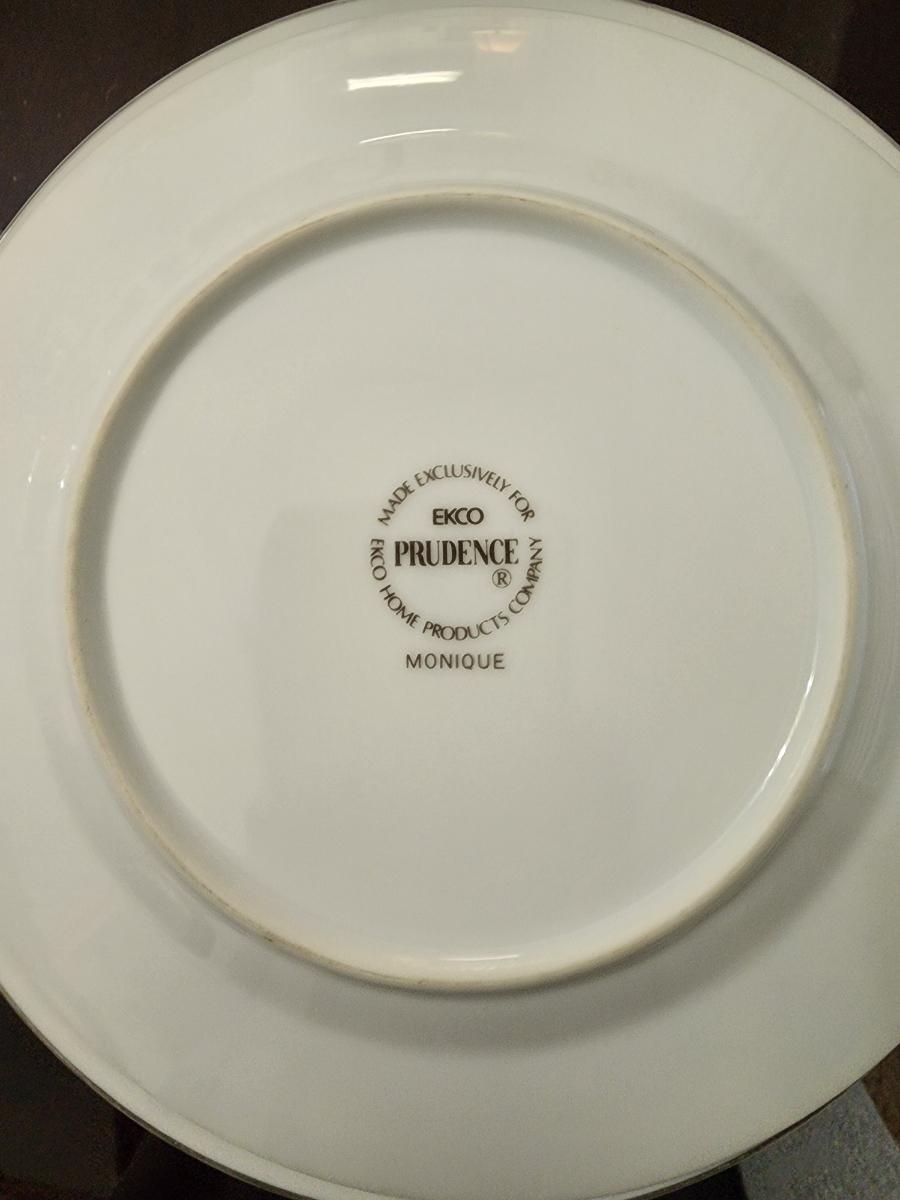 MADE EXCLUSIVELY FOR
EKCO
PRUDENCE
®
EKCO HOME PRODUCTS COMPANY
MONIQUE